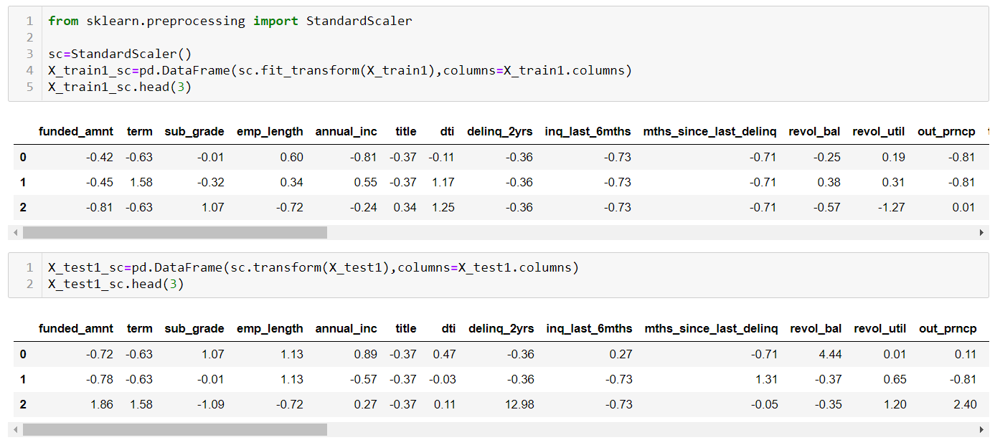 1 from sklearn.preprocessing import StandardScaler
2
3 sc=StandardScaler()
4 X_train1_sc=pd.DataFrame(sc.fit_transform(X_train1),columns=X_train1.columns)
5 X_train1_sc.head(3)
funded_amnt term sub_grade emp_length annual_inc title dti delinq_2yrs inq_last_6mths mths_since_last_delinq revol_bal revol_util out_prncp
0 -0.42 -0.63 -0.01 0.60 -0.81 -0.37 -0.11 -0.36 -0.73 -0.71 -0.25 0.19 -0.81
1 -0.45 1.58 -0.32 0.34 0.55 -0.37 1.17 -0.36 -0.73 -0.71 0.38 0.31 -0.81
2 -0.81 -0.63 1.07 -0.72 -0.24 0.34 1.25 -0.36 -0.73 -0.71 -0.57 -1.27 0.01
1 X_test1_sc=pd.DataFrame(sc.transform(X_test1),columns=X_test1.columns)
2 X_test1_sc.head(3)
funded_amnt term sub_grade emp_length annual_inc title dti delinq_2yrs inq_last_6mths mths_since_last_delinq revol_bal revol_util out_prncp
0 -0.72 -0.63 1.07 1.13 0.89 -0.37 0.47 -0.36 0.27 -0.71 4.44 0.01 0.11
1 -0.78 -0.63 -0.01 1.13 -0.57 -0.37 -0.03 -0.36 -0.73 1.31 -0.37 0.65 -0.81
2 1.86 1.58 -1.09 -0.72 0.27 -0.37 0.11 12.98 -0.73 -0.05 -0.35 1.20 2.40